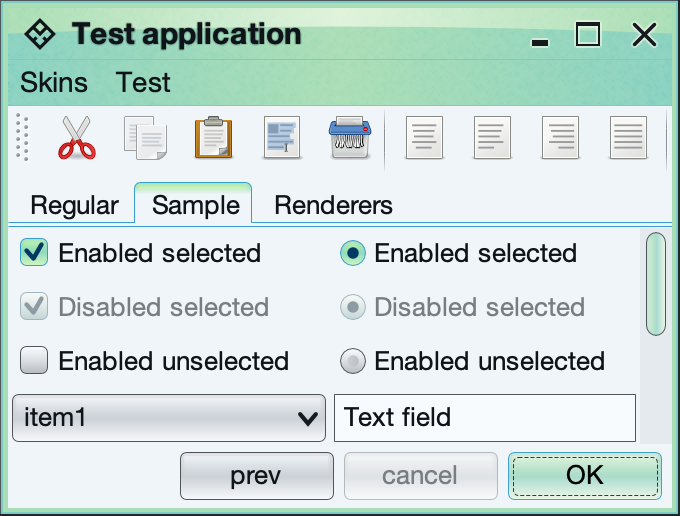 Test application
Skins Test
Regular Sample Renderers
Enabled selected Enabled selected
Disabled selected Disabled selected
Enabled unselected Enabled unselected
item1 Text field
prev cancel OK